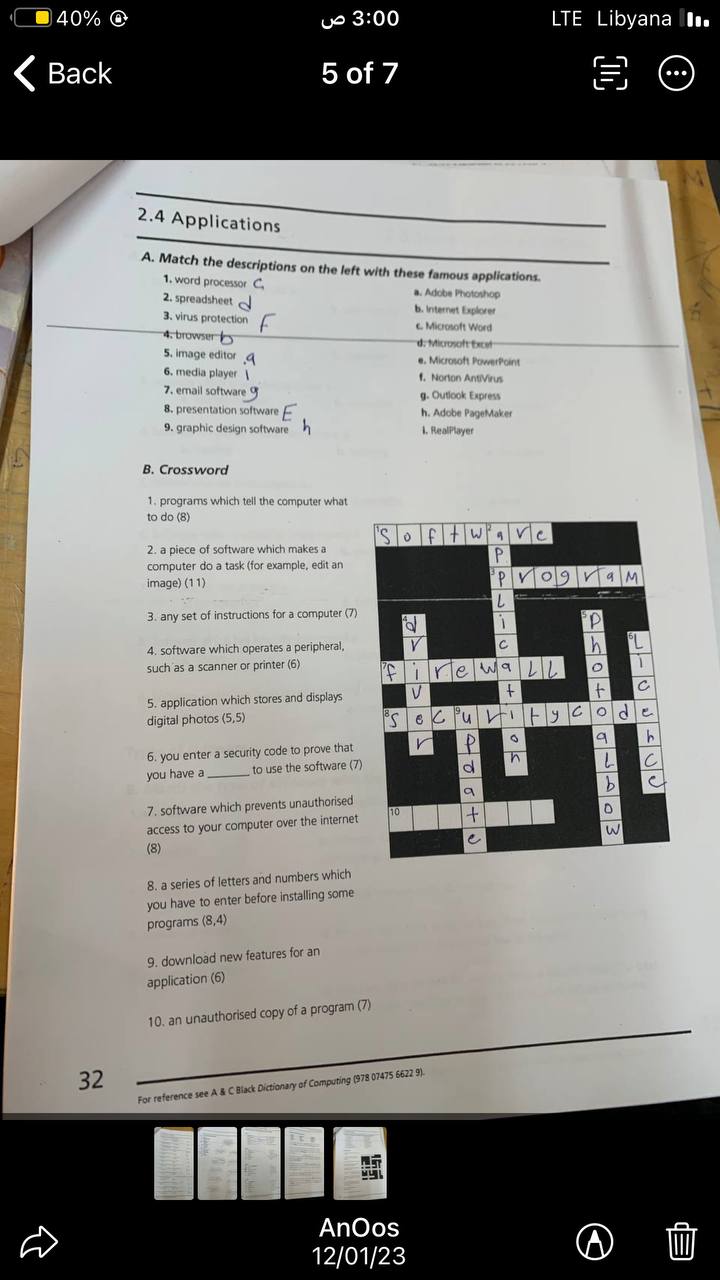 40%
3:00 ص
LTE Libyana
Back
5 of 7
2.4 Applications
A. Match the descriptions on the left with these famous applications.
1. word processor C
2. spreadsheet d
3. virus protection F
4. browser b
5. image editor a
6. media player i
7. email software g
8. presentation software E
9. graphic design software h
a. Adobe Photoshop
b. Internet Explorer
c. Microsoft Word
d. Microsoft Excel
e. Microsoft PowerPoint
f. Norton AntiVirus
g. Outlook Express
h. Adobe PageMaker
i. RealPlayer
B. Crossword
1. programs which tell the computer what
to do (8)
2. a piece of software which makes a
computer do a task (for example, edit an
image) (11)
3. any set of instructions for a computer (7)
4. software which operates a peripheral,
such as a scanner or printer (6)
5. application which stores and displays
digital photos (5,5)
6. you enter a security code to prove that
you have a ______ to use the software (7)
7. software which prevents unauthorised
access to your computer over the internet
(8)
8. a series of letters and numbers which
you have to enter before installing some
programs (8,4)
9. download new features for an
application (6)
10. an unauthorised copy of a program (7)
1 Software
2 application
3 prograM
4 driver
5 photoalbow
6 Licehce
7 firewaLL
8 securitycode
9 update
10
32
For reference see A & C Black Dictionary of Computing (978 07475 6622 9).
AnOos
12/01/23